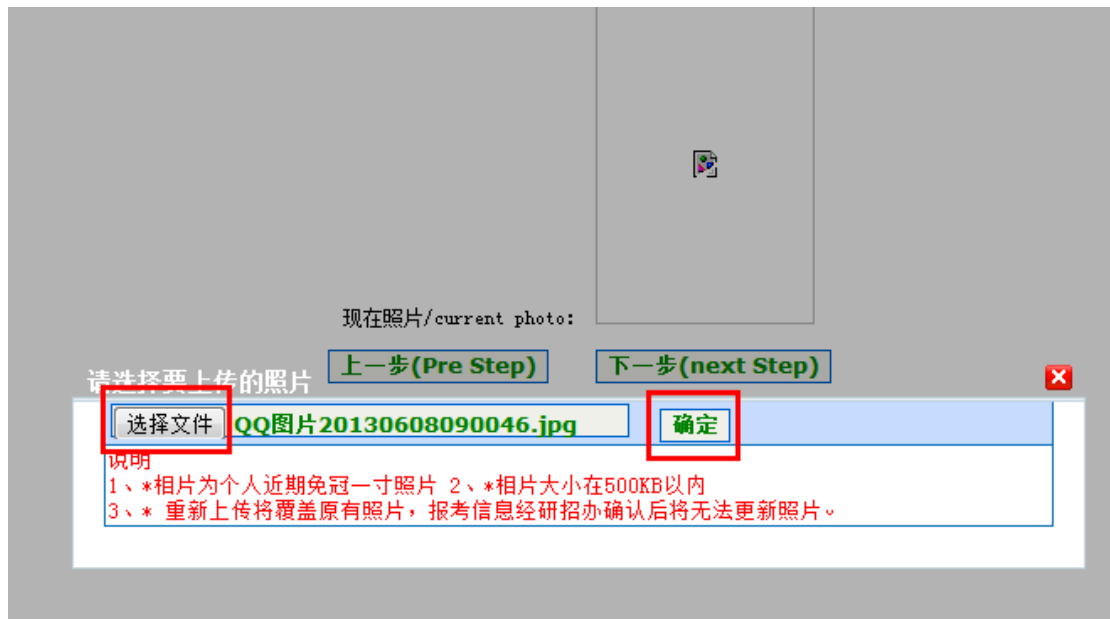 现在照片/current photo:
上一步(Pre Step) 下一步(next Step)
请选择要上传的照片
选择文件 QQ图片20130608090046.jpg 确定
说明
1、*相片为个人近期免冠一寸照片 2、*相片大小在500KB以内
3、* 重新上传将覆盖原有照片，报考信息经研招办确认后将无法更新照片。